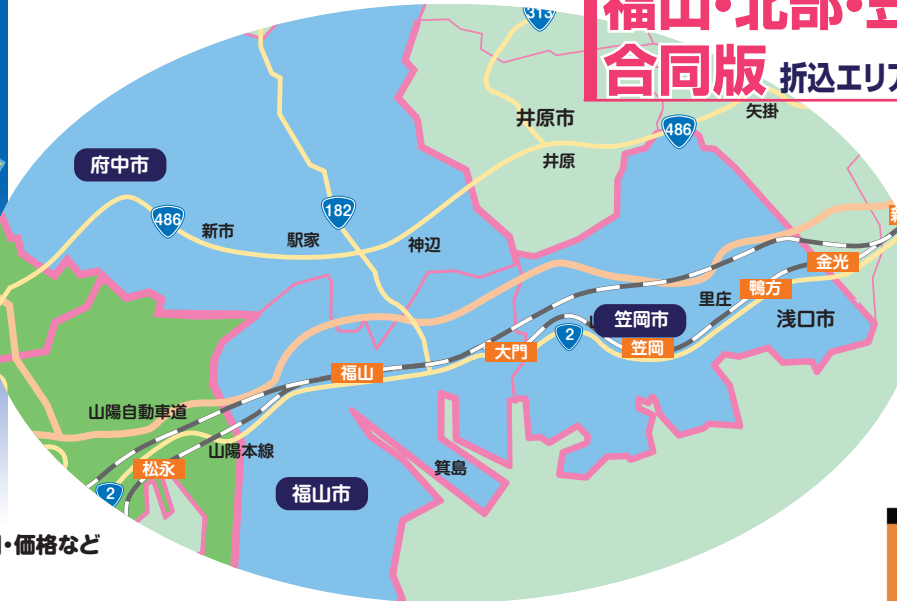 福山・北部・
合同版 折込エリア
313
井原市
矢掛
486
井原
府中市
182
486
新市
駅家
神辺
金光
鴨方
里庄
笠岡市
浅口市
2
笠岡
大門
福山
山陽自動車道
山陽本線
松永
箕島
2
福山市
・価格など